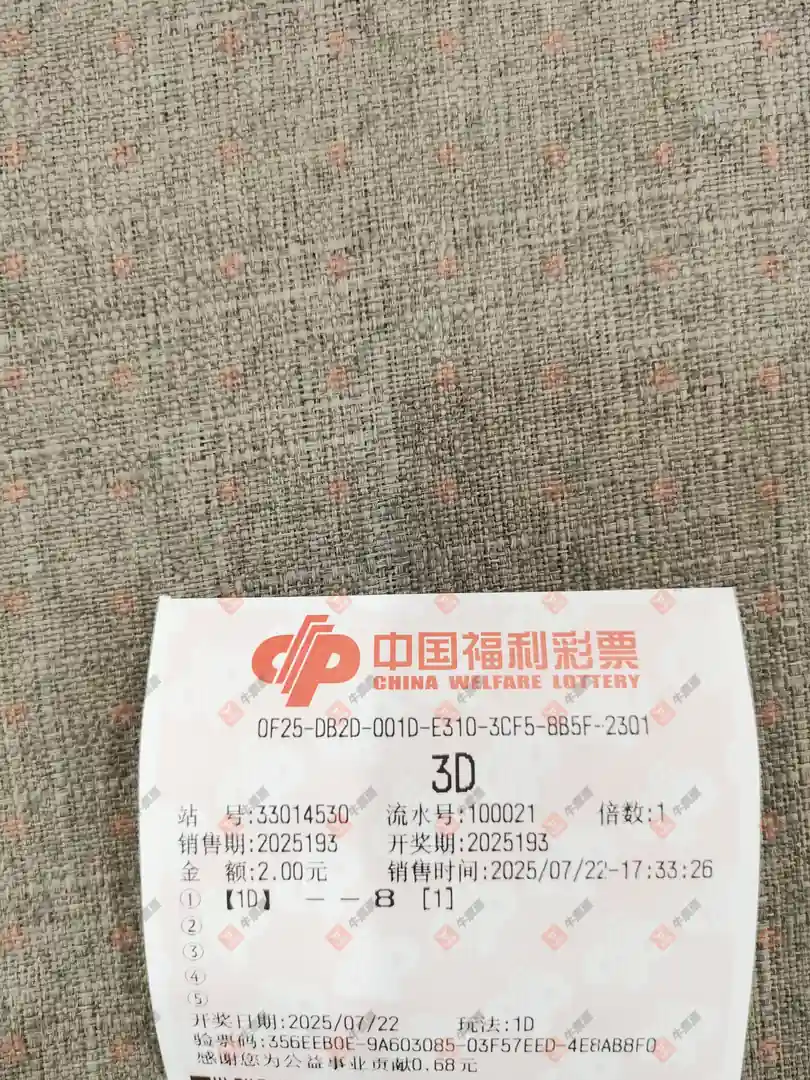 中国福利彩票
CHINA WELFARE LOTTERY
0F25-DB2D-001D-E310-3CF5-8B5F-2301
3D
站 号:33014530 流水号:100021 倍数:1
销售期:2025193 开奖期:2025193
金 额:2.00元 销售时间:2025/07/22-17:33:26
① 【1D】 - - 8 [1]
②
③
④
⑤
开奖日期:2025/07/22 玩法:1D
验票码:356EEB0E-9A603085-03F57EED-4E8AB8F0
感谢您为公益事业贡献0.68元